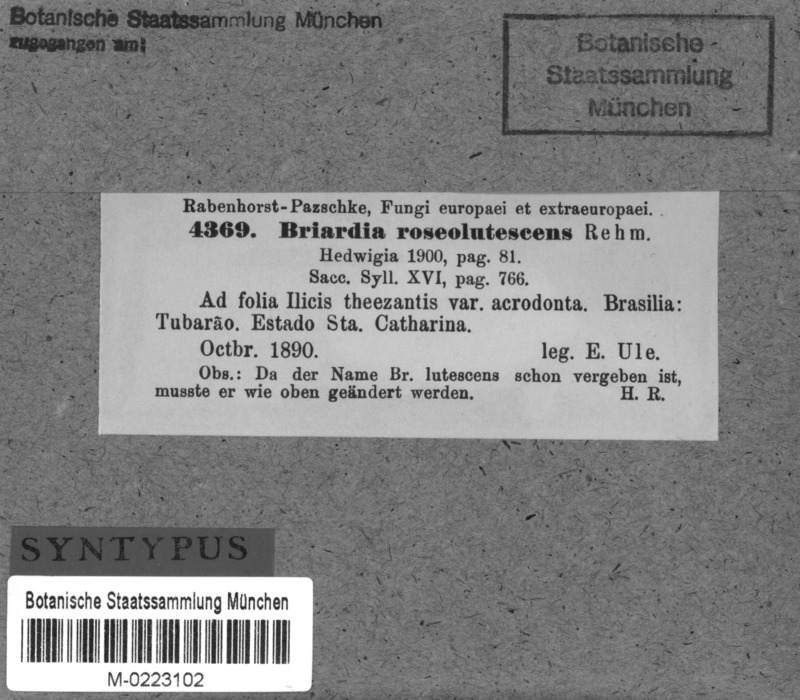 Botanische Staatssammlung München
zugegangen am:
Botanische
Staatssammlung
München
Rabenhorst-Pazschke, Fungi europaei et extraeuropaei.
4369. Briardia roseolutescens Rehm.
Hedwigia 1900, pag. 81.
Sacc. Syll. XVI, pag. 766.
Ad folia Ilicis theezantis var. acrodonta. Brasilia:
Tubarão. Estado Sta. Catharina.
Octbr. 1890. leg. E. Ule.
Obs.: Da der Name Br. lutescens schon vergeben ist,
musste er wie oben geändert werden. H. R.
SYNTYPUS
Botanische Staatssammlung München
M-0223102